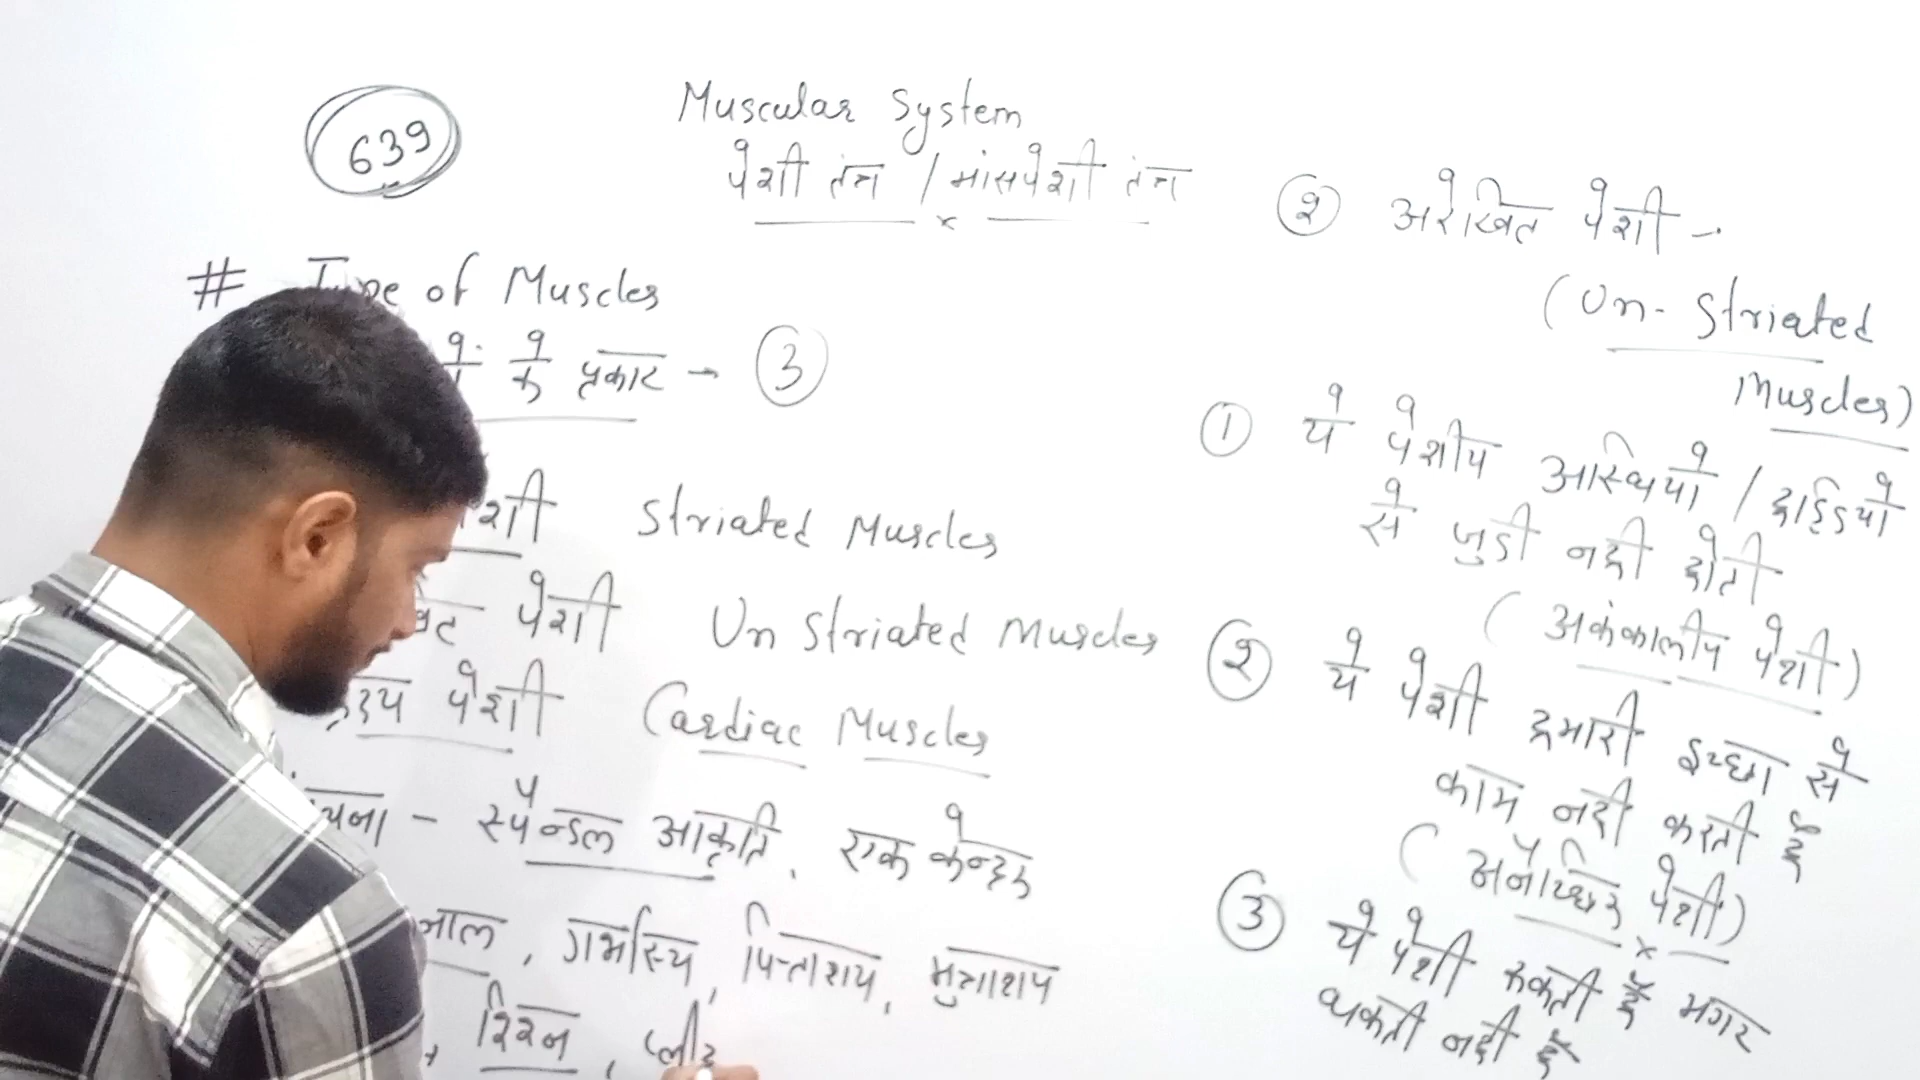 639
Muscular System
पेशी तंत्र / मांसपेशी तंत्र
# Type of Muscles
के प्रकार - 3
Striated Muscles
पेशी Un Striated Muscles
पेशी Cardiac Muscles
- स्पैन्डल आकृति, एक केन्द्रक
नाल, गर्भास्य, पित्ताशय, मुत्राशय
शिश्न,
2 अरेखित पेशी -
(Un- Striated
Muscles)
1 ये पेशीय अस्थियो / हड्डियो
से जुडी नही होती
(अकंकालीय पेशी)
2 ये पेशी हमारी इच्छा से
काम नही करती है
(अनैच्छिक पेशी)
3 ये पेशी रुकती है मगर
थकती नही है